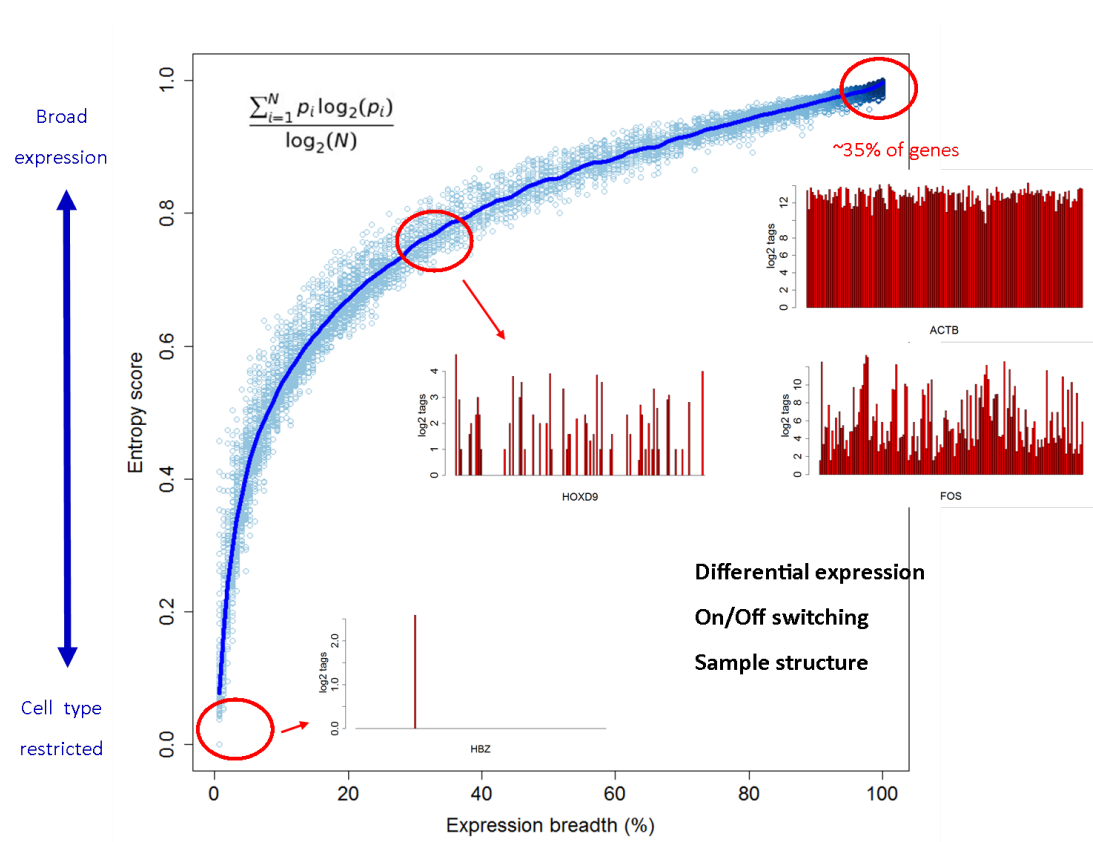 Broad
expression
Cell type
restricted
Entropy score
1.0
0.8
0.6
0.4
0.2
0.0
\frac{\sum_{i=1}^{N} p_i \log_2(p_i)}{\log_2(N)}
~35% of genes
log2 tags
12
8
6
4
2
0
ACTB
log2 tags
10
8
6
4
2
0
FOS
log2 tags
4
3
2
1
0
HOXD9
log2 tags
2.0
1.0
0.0
HBZ
Differential expression
On/Off switching
Sample structure
0 20 40 60 80 100
Expression breadth (%)